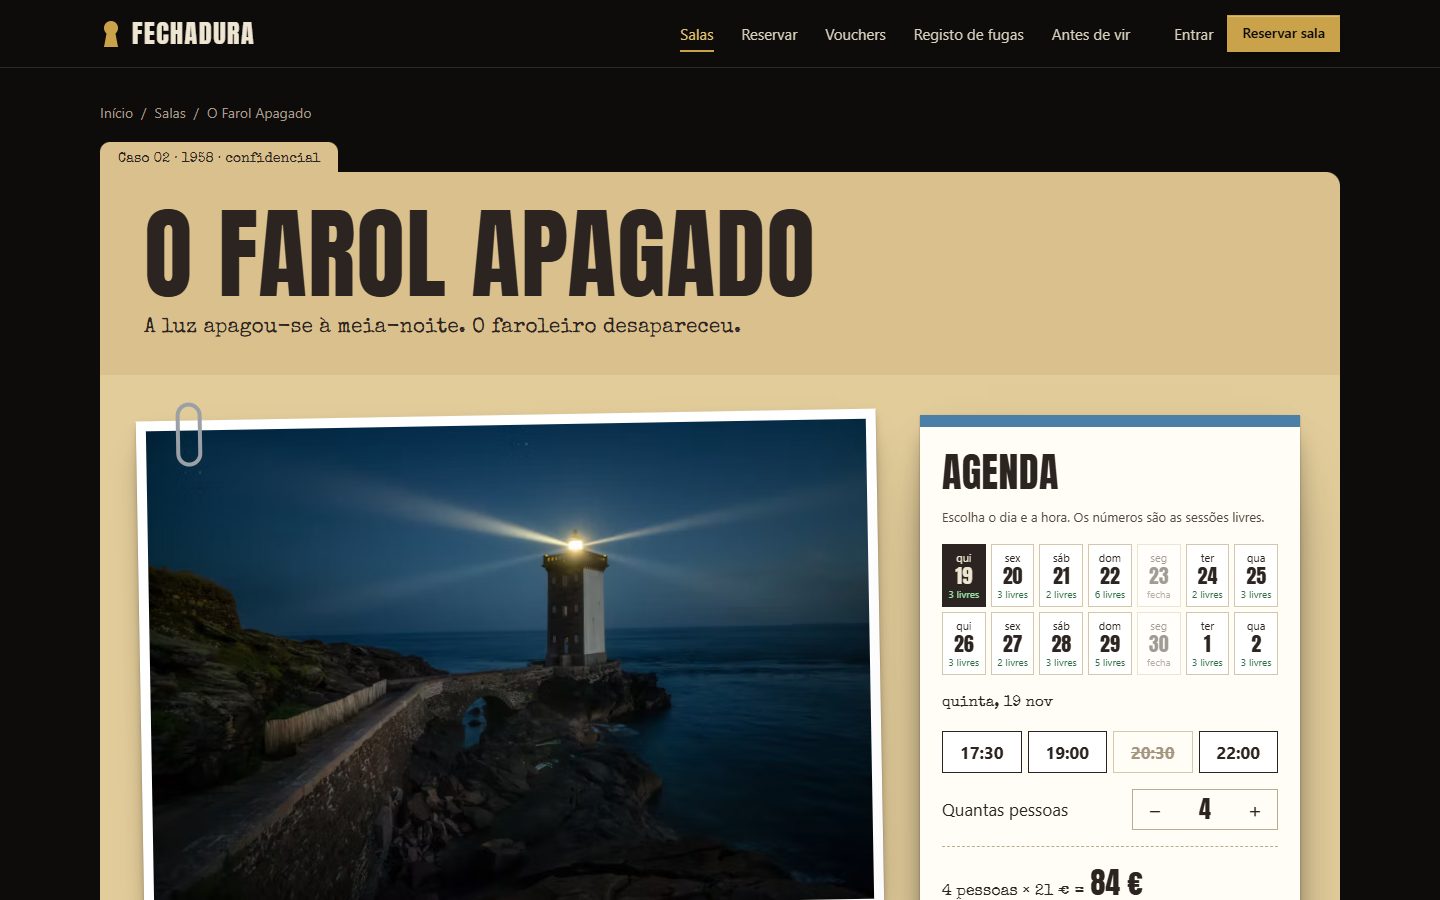 FECHADURA
Salas Reservar Vouchers Registo de fugas Antes de vir Entrar Reservar sala
Início / Salas / O Farol Apagado
Caso 02 · 1958 · confidencial
O FAROL APAGADO
A luz apagou-se à meia-noite. O faroleiro desapareceu.
AGENDA
Escolha o dia e a hora. Os números são as sessões livres.
qui sex sáb dom seg ter qua
19 20 21 22 23 24 25
3 livres 3 livres 2 livres 6 livres fecha 2 livres 3 livres
qui sex sáb dom seg ter qua
26 27 28 29 30 1 2
3 livres 2 livres 3 livres 5 livres fecha 3 livres 3 livres
quinta, 19 nov
17:30 19:00 20:30 22:00
Quantas pessoas − 4 +
4 pessoas × 21 € = 84 €